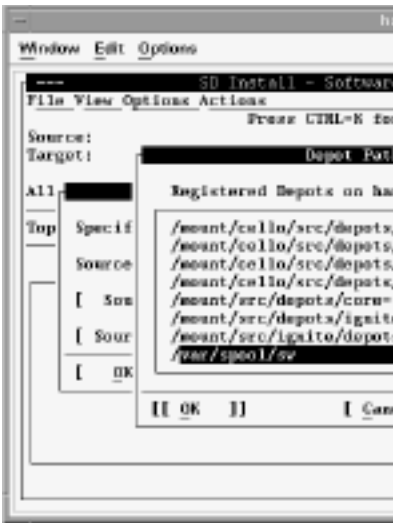 ha
Window Edit Options
--- SD Install - Softwar
File View Options Actions
Press CTRL-K fo
Source:
Target:
Depot Pat
All
Registered Depots on ha
Top
Specif
Source
/mount/cello/src/depots/
/mount/cello/src/depots/
/mount/cello/src/depots/
/mount/cello/src/depots/
/mount/src/depots/core-
/mount/src/depots/ignit
/mount/src/ignite/depot
/var/spool/sw
[ Sou
[ Sour
[ OK
[[ OK ]]
[ Can